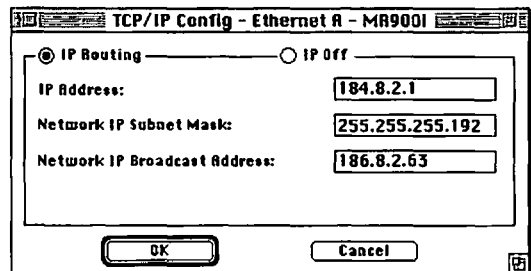 TCP/IP Config - Ethernet A - MR900i
IP Routing IP Off
IP Address: 184.8.2.1
Network IP Subnet Mask: 255.255.255.192
Network IP Broadcast Address: 186.8.2.63
OK Cancel